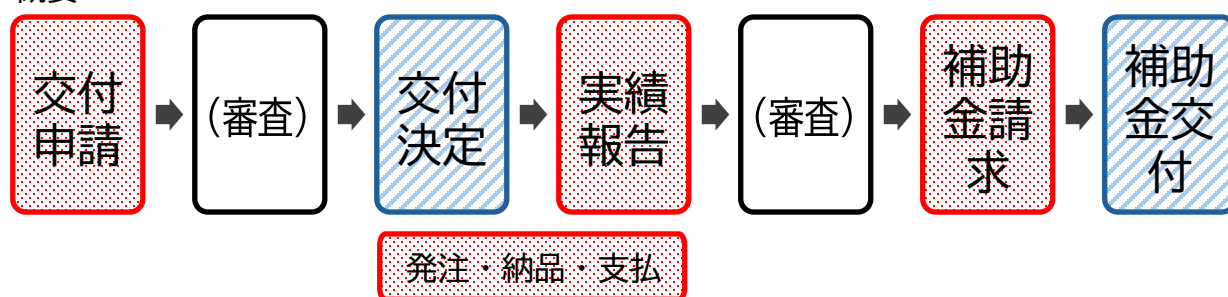 交付
申請
（審査）
交付
決定
実績
報告
（審査）
補助
金請
求
補助
金交
付
発注・納品・支払